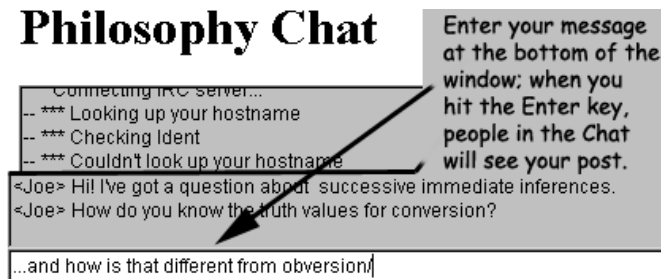 Philosophy Chat
Enter your message
at the bottom of the
window; when you
hit the Enter key,
people in the Chat
will see your post.
Connecting IRC server...
-- *** Looking up your hostname
-- *** Checking Ident
-- *** Couldn't look up your hostname
<Joe> Hi! I've got a question about  successive immediate inferences.
<Joe> How do you know the truth values for conversion?
...and how is that different from obversion/